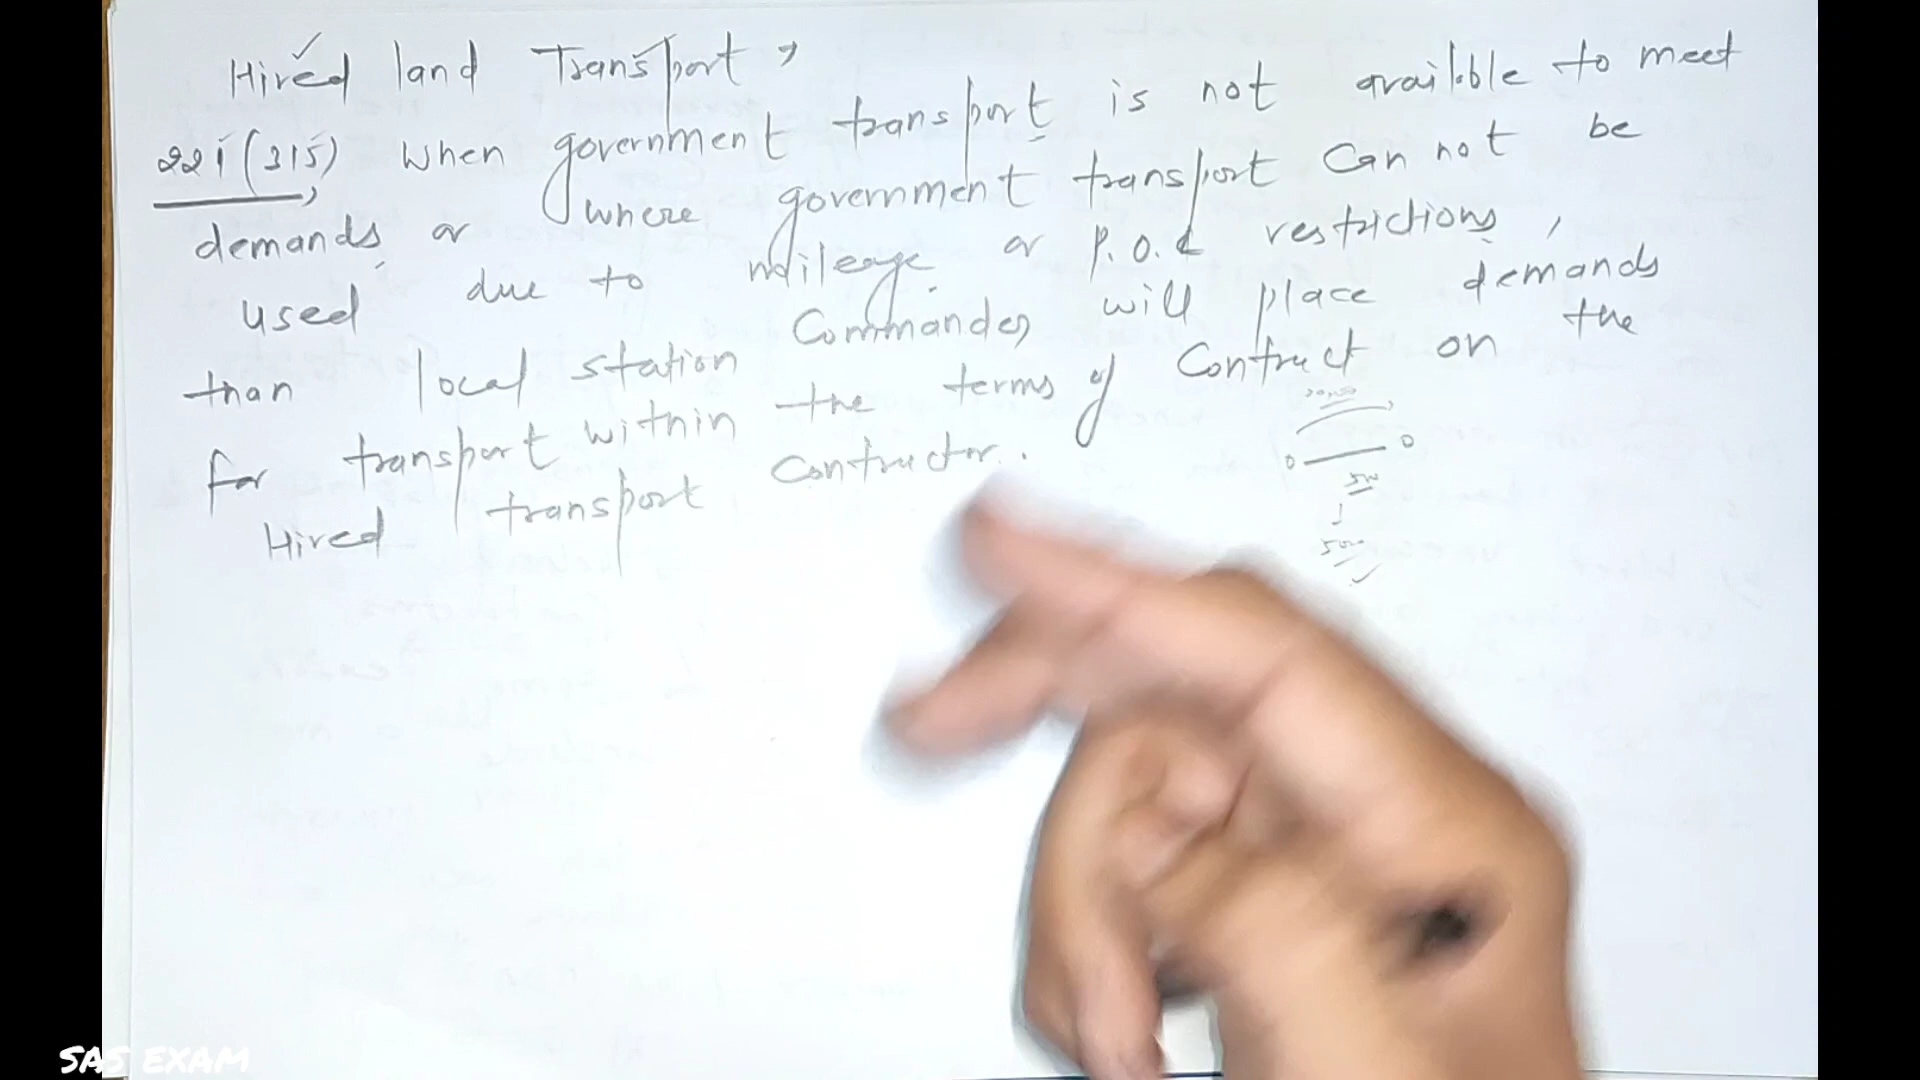 Hired land Transport,
221(315) when government transport is not available to meet
demands or where government transport can not be
used due to mileage or P.O.L restrictions,
than local station Commander will place demands
for transport within the terms of Contract on the
Hired transport Contractor.
500
SAS EXAM